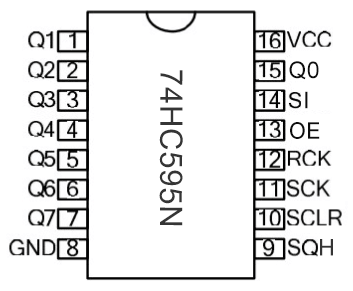 Q1 1 16 VCC
Q2 2 15 Q0
Q3 3 14 SI
Q4 4 13 OE
Q5 5 12 RCK
Q6 6 11 SCK
Q7 7 10 SCLR
GND 8 9 SQH
74HC595N